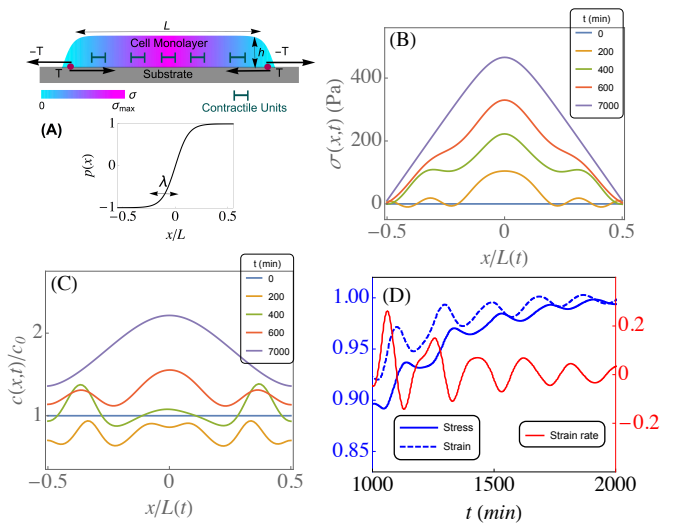 L
−T
Cell Monolayer
h
−T
T
T
Substrate
0
σ
σmax
Contractile Units
(A)
p(x)
1
0
−1
λ
−0.5
0
0.5
x/L
(B)
t (min)
0
200
400
600
7000
σ(x,t) (Pa)
400
200
0
−0.5
0
0.5
x/L(t)
(C)
t (min)
0
200
400
600
7000
c(x,t)/c0
2
1
−0.5
0
0.5
x/L(t)
(D)
1.00
0.95
0.90
0.85
0.2
0
−0.2
Stress
Strain
Strain rate
1000
1500
2000
t (min)